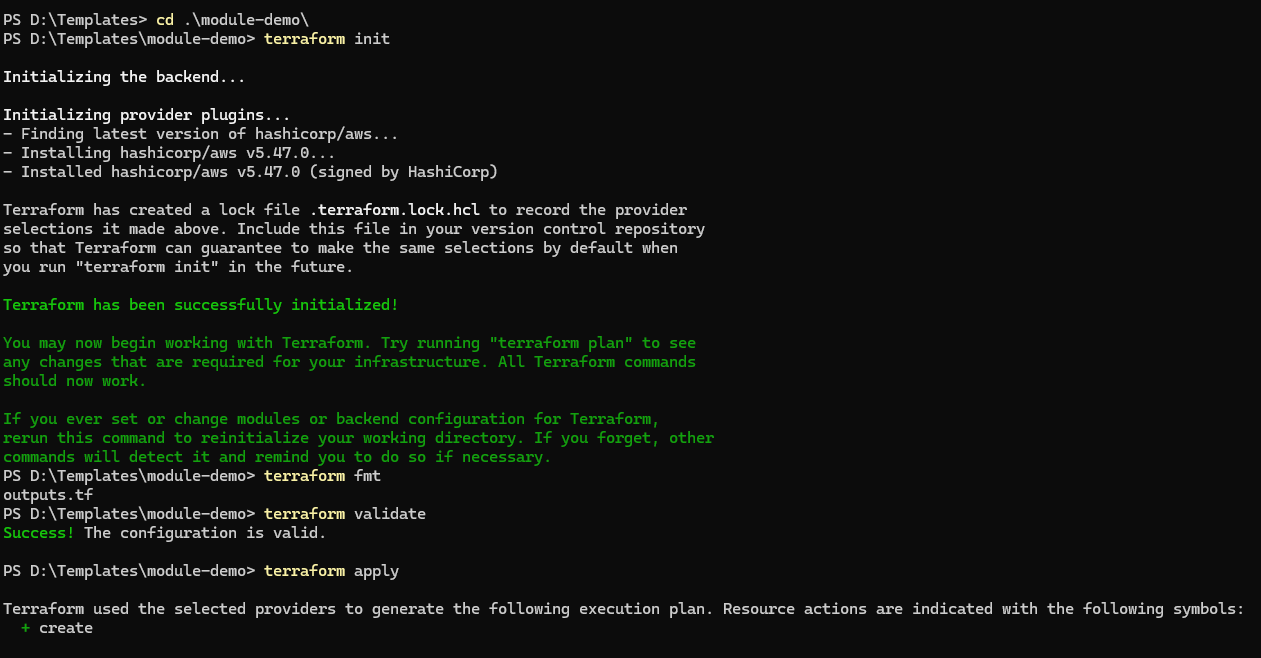 PS D:\Templates> cd .\module-demo\
PS D:\Templates\module-demo> terraform init
Initializing the backend...
Initializing provider plugins...
- Finding latest version of hashicorp/aws...
- Installing hashicorp/aws v5.47.0...
- Installed hashicorp/aws v5.47.0 (signed by HashiCorp)
Terraform has created a lock file .terraform.lock.hcl to record the provider
selections it made above. Include this file in your version control repository
so that Terraform can guarantee to make the same selections by default when
you run "terraform init" in the future.
Terraform has been successfully initialized!
You may now begin working with Terraform. Try running "terraform plan" to see
any changes that are required for your infrastructure. All Terraform commands
should now work.
If you ever set or change modules or backend configuration for Terraform,
rerun this command to reinitialize your working directory. If you forget, other
commands will detect it and remind you to do so if necessary.
PS D:\Templates\module-demo> terraform fmt
outputs.tf
PS D:\Templates\module-demo> terraform validate
Success! The configuration is valid.
PS D:\Templates\module-demo> terraform apply
Terraform used the selected providers to generate the following execution plan. Resource actions are indicated with the following symbols:
+ create